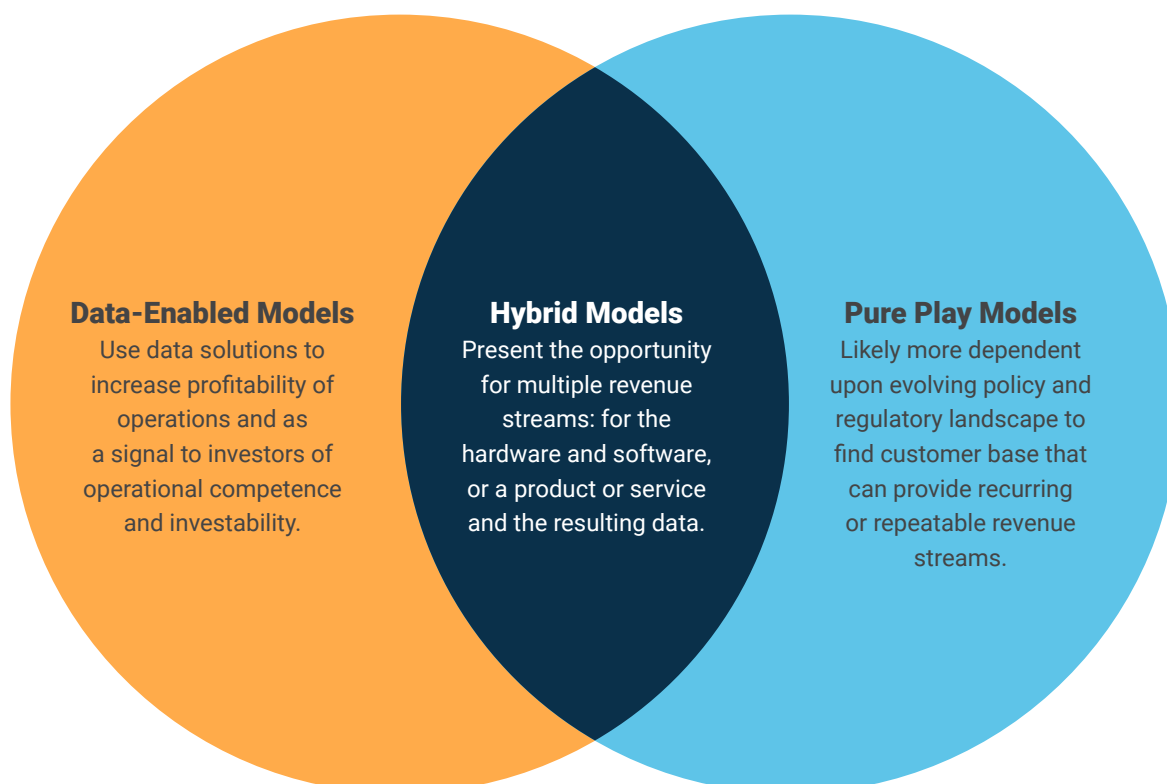 Data-Enabled Models
Use data solutions to
increase profitability of
operations and as
a signal to investors of
operational competence
and investability.
Hybrid Models
Present the opportunity
for multiple revenue
streams: for the
hardware and software,
or a product or service
and the resulting data.
Pure Play Models
Likely more dependent
upon evolving policy and
regulatory landscape to
find customer base that
can provide recurring
or repeatable revenue
streams.